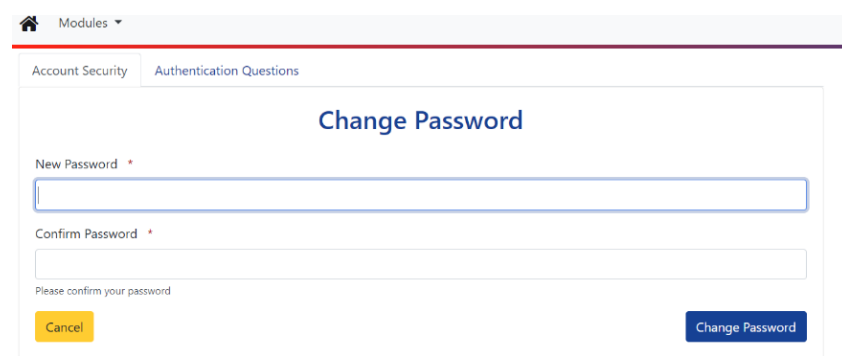 Modules
Account Security Authentication Questions
Change Password
New Password *
Confirm Password *
Please confirm your password
Cancel Change Password